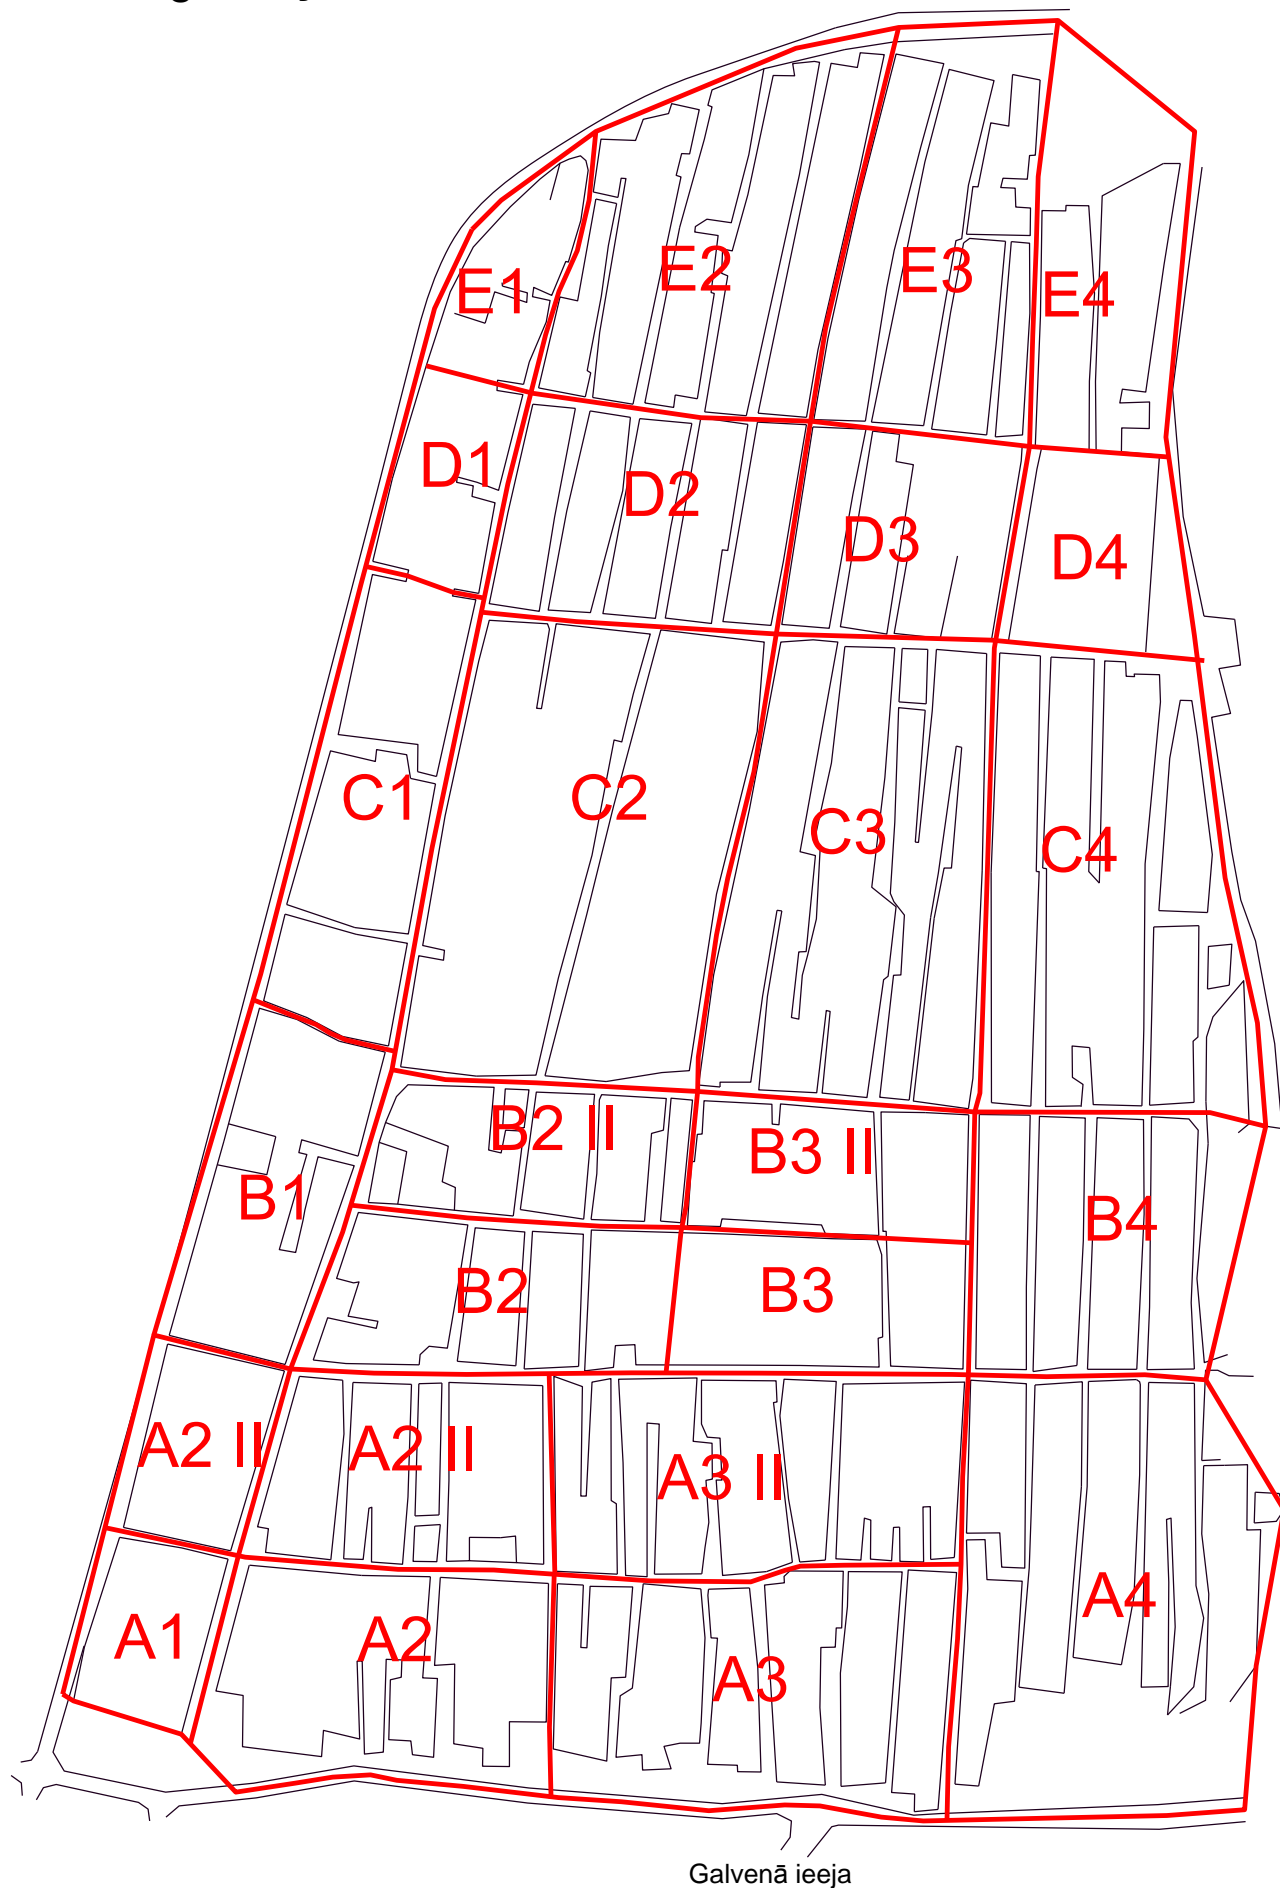 E1
E2
E3
E4
D1
D2
D3
D4
C1
C2
C3
C4
B2 II
B3 II
B1
B4
B2
B3
A2 II
A2 II
A3 II
A1
A2
A3
A4
Galvenā ieeja